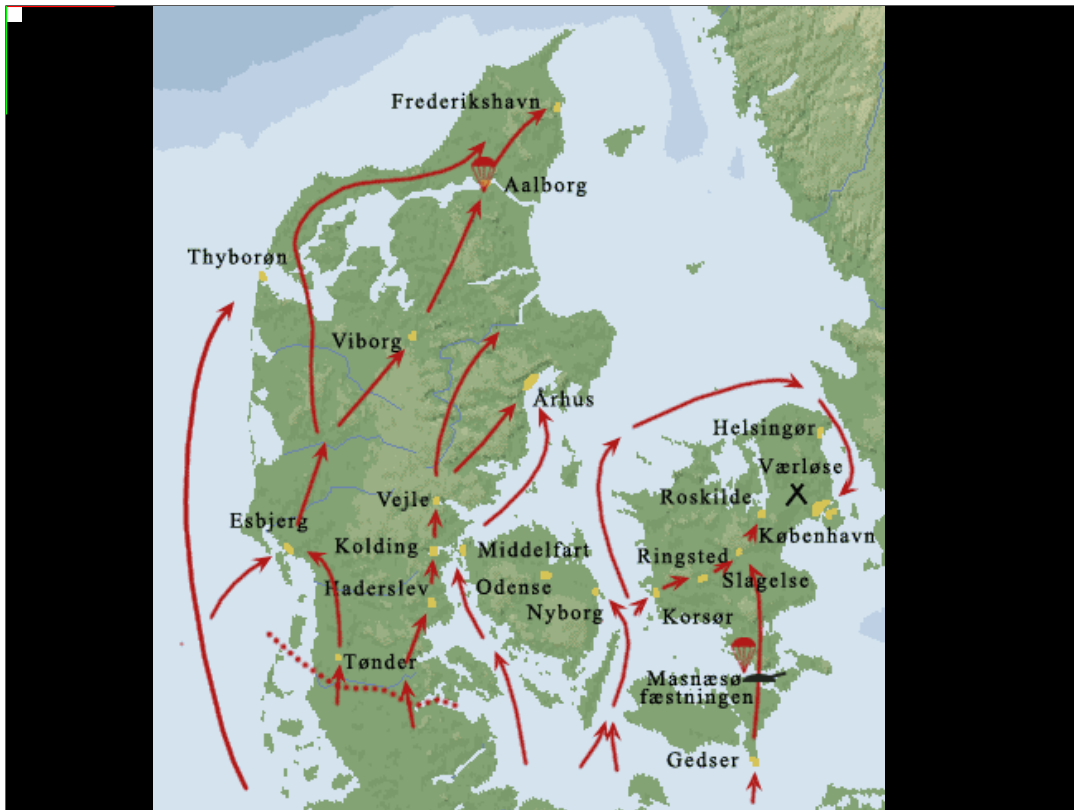 Frederikshavn
Aalborg
Thyborøn
Viborg
Århus
Helsingør
Værløse
Vejle
Roskilde
Esbjerg
København
Kolding
Middelfart
Ringsted
Haderslev
Odense
Slagelse
Nyborg
Korsør
Tønder
Masnæsø
fæstningen
Gedser